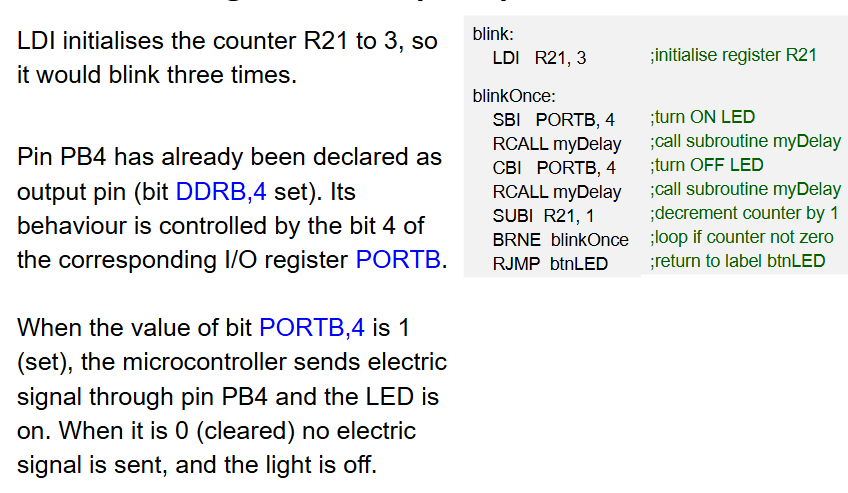 LDI initialises the counter R21 to 3, so
it would blink three times.
Pin PB4 has already been declared as
output pin (bit DDRB,4 set). Its
behaviour is controlled by the bit 4 of
the corresponding I/O register PORTB.
When the value of bit PORTB,4 is 1
(set), the microcontroller sends electric
signal through pin PB4 and the LED is
on. When it is 0 (cleared) no electric
signal is sent, and the light is off.
blink:
LDI R21, 3 ;initialise register R21
blinkOnce:
SBI PORTB, 4 ;turn ON LED
RCALL myDelay ;call subroutine myDelay
CBI PORTB, 4 ;turn OFF LED
RCALL myDelay ;call subroutine myDelay
SUBI R21, 1 ;decrement counter by 1
BRNE blinkOnce ;loop if counter not zero
RJMP btnLED ;return to label btnLED